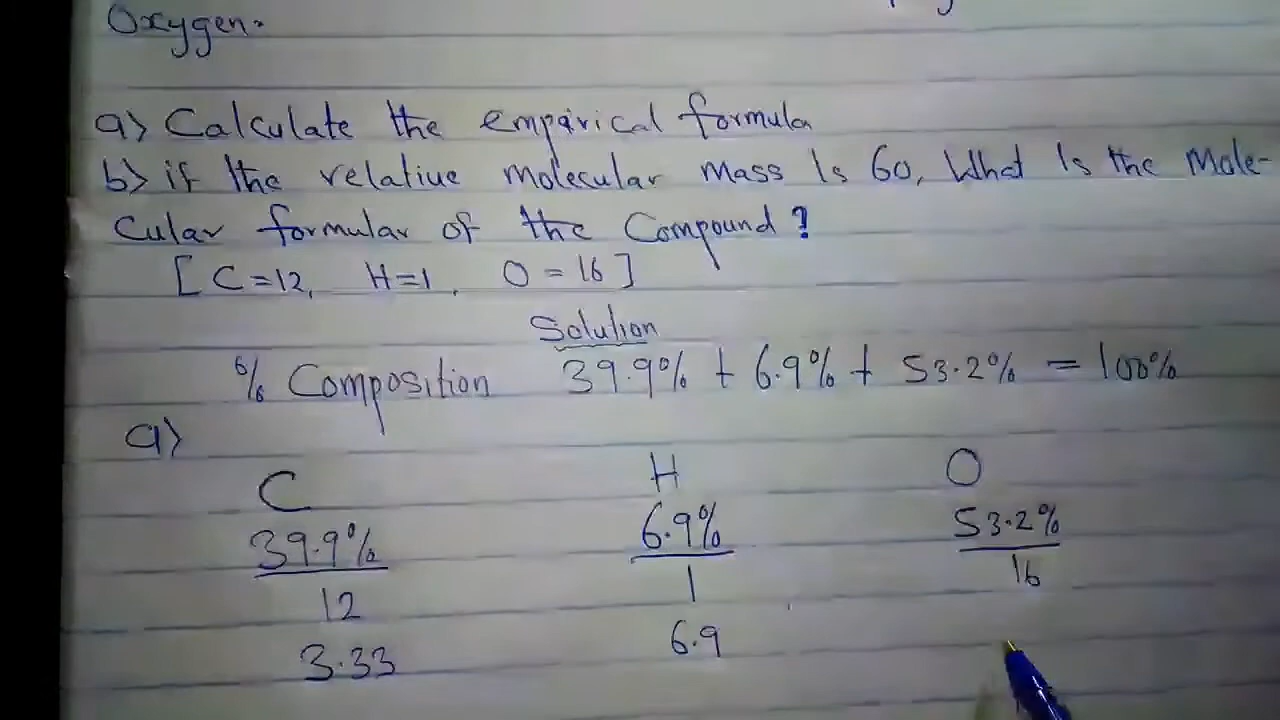 Oxygen.
a) Calculate the empirical formula
b) if the relative molecular mass Is 60, What Is the Mole-
cular formular of the Compound?
[C=12, H=1, O=16]
Solution
% Composition 39.9% + 6.9% + 53.2% = 100%
a)
C H O
39.9% 6.9% 53.2%
12 1 16
3.33 6.9